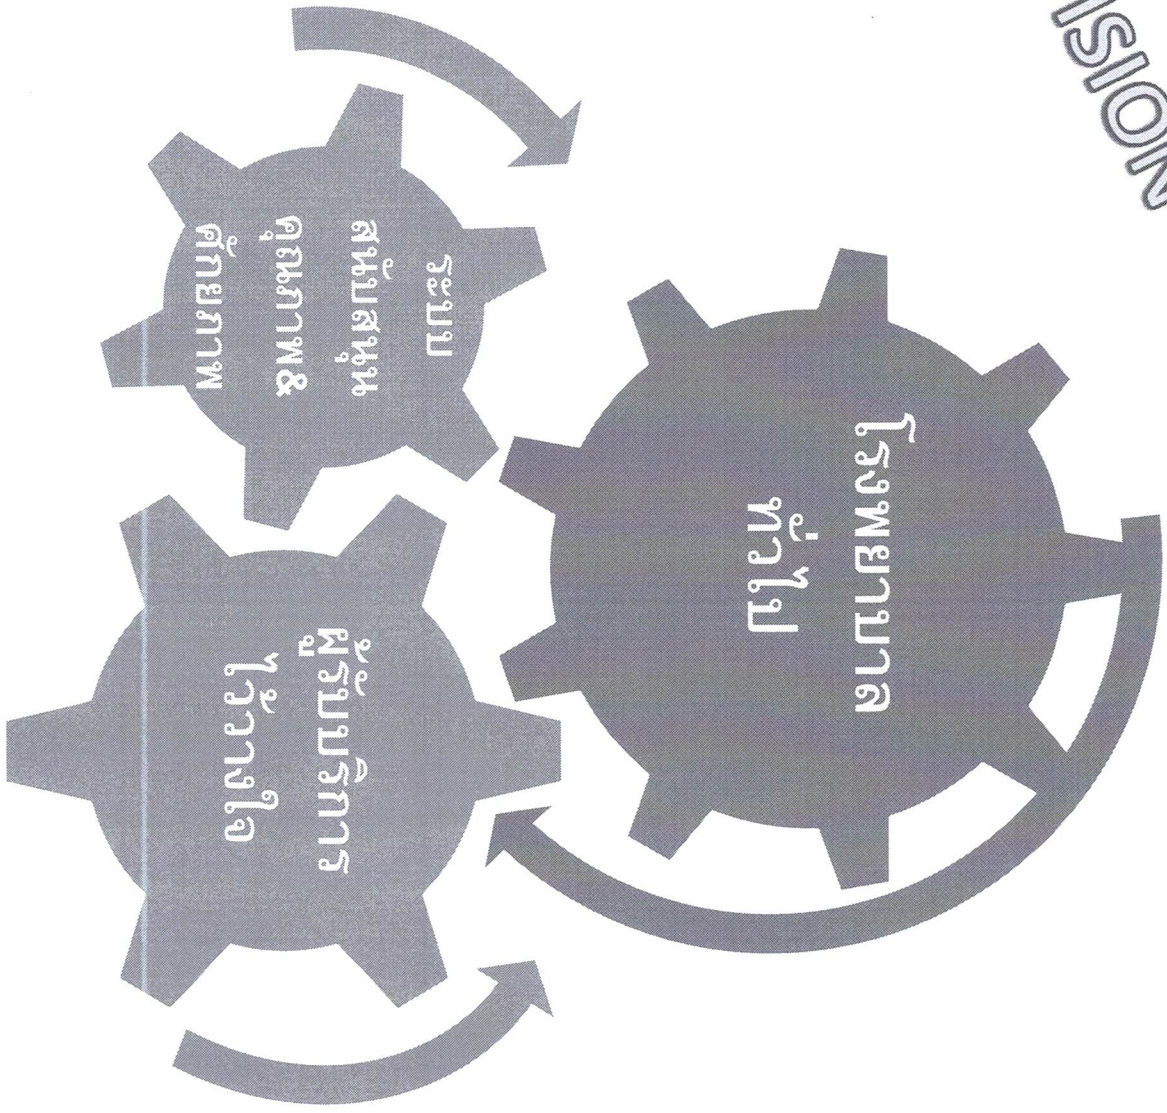 ISION
โรงพยาบาล
ทั่วไป
ระบบ
สนับสนุน
คุณภาพ&
ศักยภาพ
ผู้รับบริการ
ไว้วางใจ